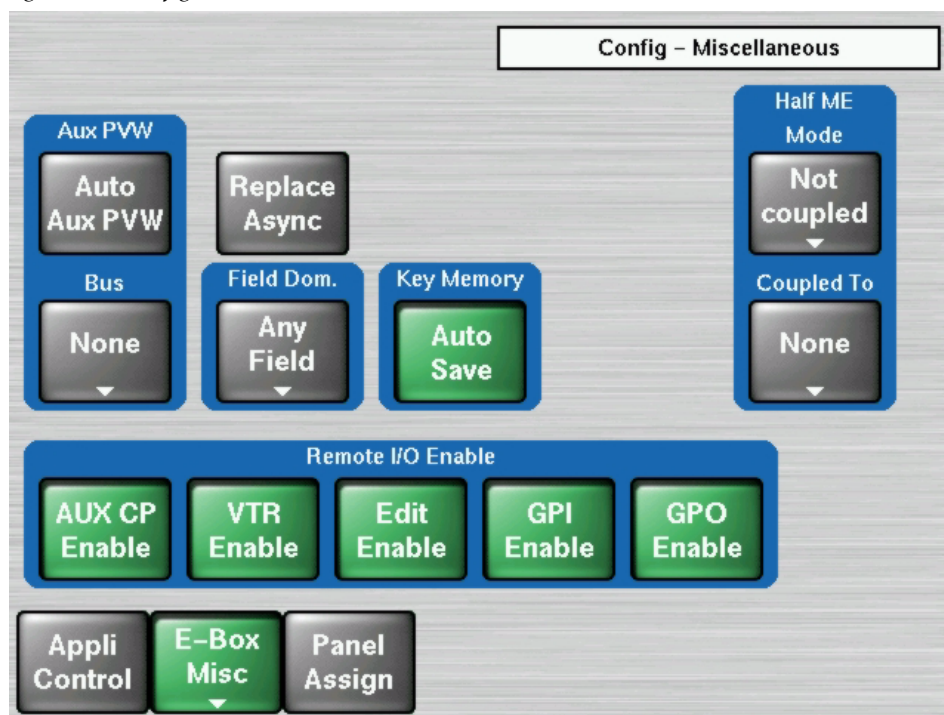 Config – Miscellaneous
Half ME
Mode
Not
coupled
Coupled To
None
Aux PVW
Auto
Aux PVW
Bus
None
Replace
Async
Field Dom.
Any
Field
Key Memory
Auto
Save
Remote I/O Enable
AUX CP
Enable
VTR
Enable
Edit
Enable
GPI
Enable
GPO
Enable
Appli
Control
E–Box
Misc
Panel
Assign